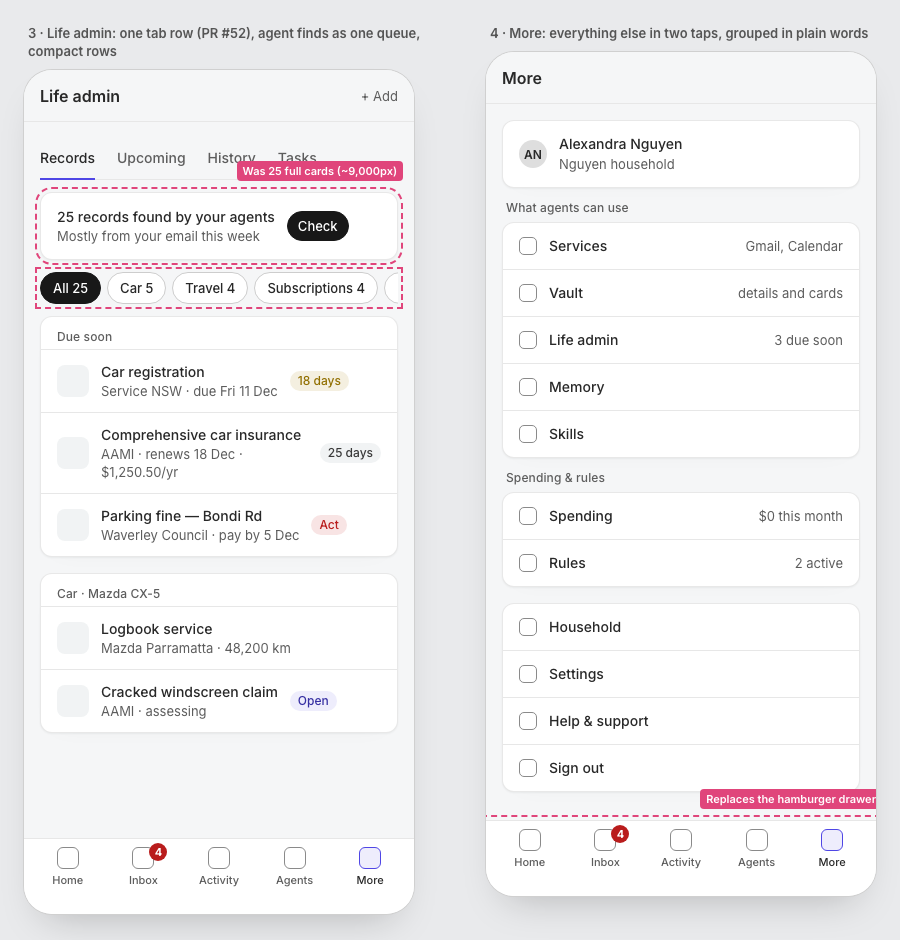 3 · Life admin: one tab row (PR #52), agent finds as one queue,
compact rows
Life admin
+ Add
Records
Upcoming
History
Tasks
Was 25 full cards (~9,000px)
25 records found by your agents
Mostly from your email this week
Check
All 25
Car 5
Travel 4
Subscriptions 4
Due soon
Car registration
Service NSW · due Fri 11 Dec
18 days
Comprehensive car insurance
AAMI · renews 18 Dec ·
$1,250.50/yr
25 days
Parking fine — Bondi Rd
Waverley Council · pay by 5 Dec
Act
Car · Mazda CX-5
Logbook service
Mazda Parramatta · 48,200 km
Cracked windscreen claim
AAMI · assessing
Open
4
Home
Inbox
Activity
Agents
More
4 · More: everything else in two taps, grouped in plain words
More
AN
Alexandra Nguyen
Nguyen household
What agents can use
Services
Gmail, Calendar
Vault
details and cards
Life admin
3 due soon
Memory
Skills
Spending & rules
Spending
$0 this month
Rules
2 active
Household
Settings
Help & support
Sign out
Replaces the hamburger drawer
4
Home
Inbox
Activity
Agents
More